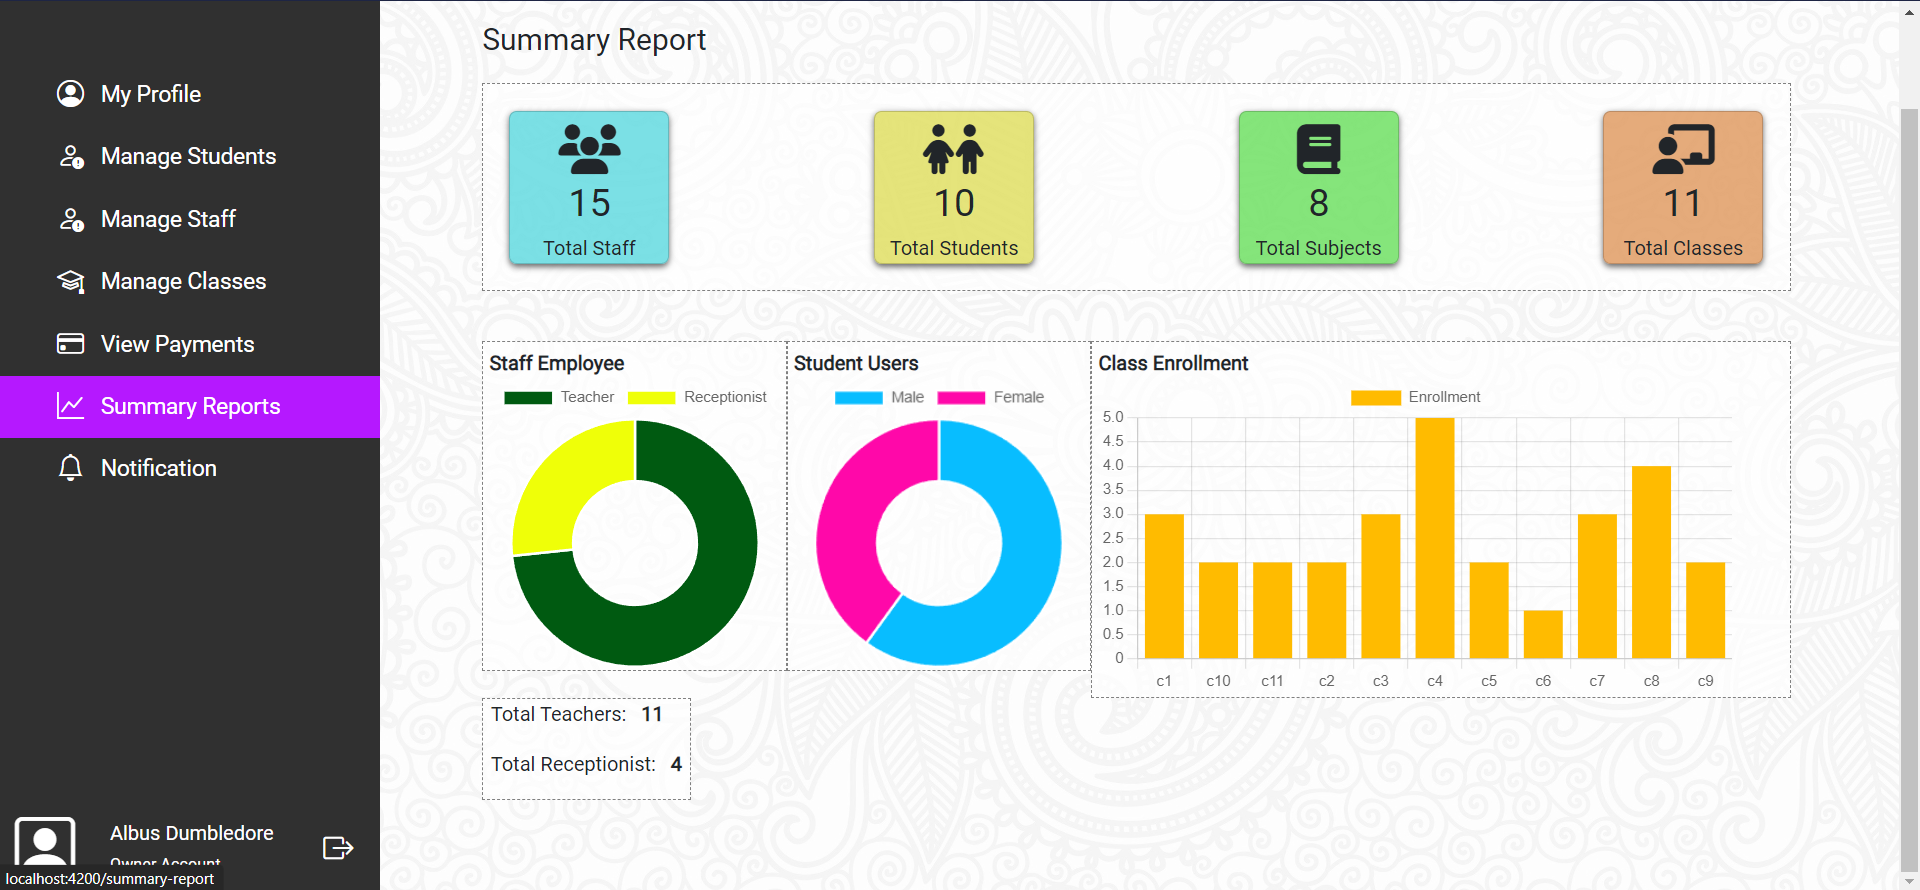 My Profile
Manage Students
Manage Staff
Manage Classes
View Payments
Summary Reports
Notification
Albus Dumbledore
Owner Account
localhost:4200/summary-report
Summary Report
15
Total Staff
10
Total Students
8
Total Subjects
11
Total Classes
Staff Employee
Teacher Receptionist
Student Users
Male Female
Class Enrollment
Enrollment
5.0
4.5
4.0
3.5
3.0
2.5
2.0
1.5
1.0
0.5
0
c1 c10 c11 c2 c3 c4 c5 c6 c7 c8 c9
Total Teachers: 11
Total Receptionist: 4